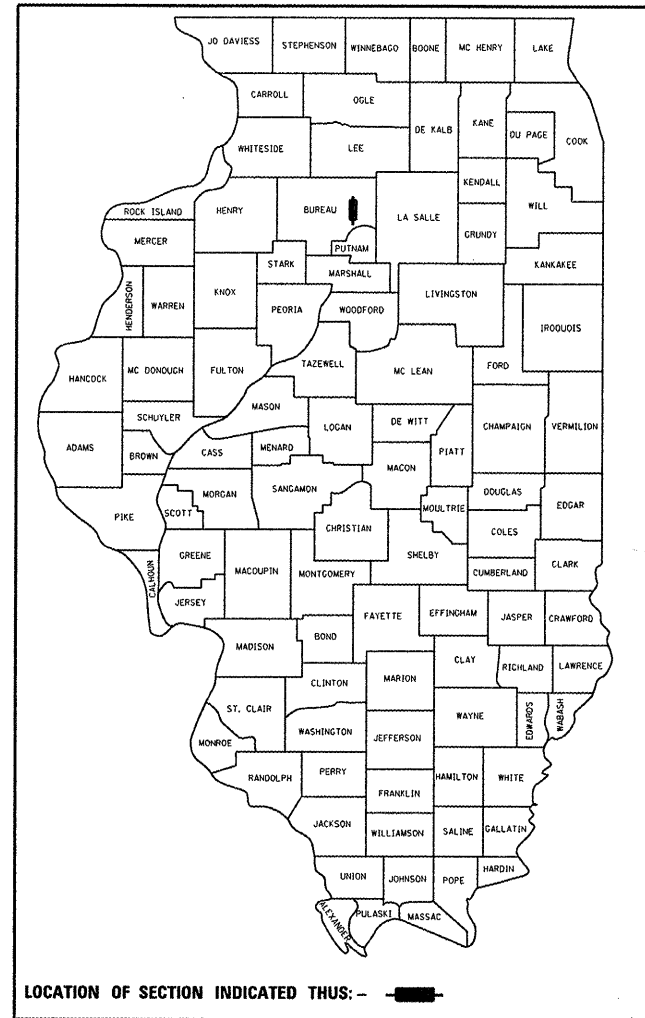 JO DAVIESS STEPHENSON WINNEBAGO BOONE MC HENRY LAKE
CARROLL OGLE DE KALB KANE DU PAGE COOK
WHITESIDE LEE
ROCK ISLAND HENRY BUREAU LA SALLE KENDALL WILL
MERCER PUTNAM GRUNDY
STARK MARSHALL KANKAKEE
HENDERSON WARREN KNOX PEORIA WOODFORD LIVINGSTON IROQUOIS
HANCOCK MC DONOUGH FULTON TAZEWELL MC LEAN FORD
SCHUYLER MASON LOGAN DE WITT CHAMPAIGN VERMILION
ADAMS BROWN CASS MENARD MACON PIATT
PIKE SCOTT MORGAN SANGAMON CHRISTIAN MOULTRIE DOUGLAS EDGAR
COLES
CALHOUN GREENE MACOUPIN MONTGOMERY SHELBY CUMBERLAND CLARK
JERSEY FAYETTE EFFINGHAM JASPER CRAWFORD
MADISON BOND CLAY RICHLAND LAWRENCE
CLINTON MARION
ST. CLAIR WASHINGTON JEFFERSON WAYNE EDWARDS WABASH
MONROE
RANDOLPH PERRY FRANKLIN HAMILTON WHITE
JACKSON WILLIAMSON SALINE GALLATIN
UNION JOHNSON POPE HARDIN
ALEXANDER PULASKI MASSAC
LOCATION OF SECTION INDICATED THUS: -